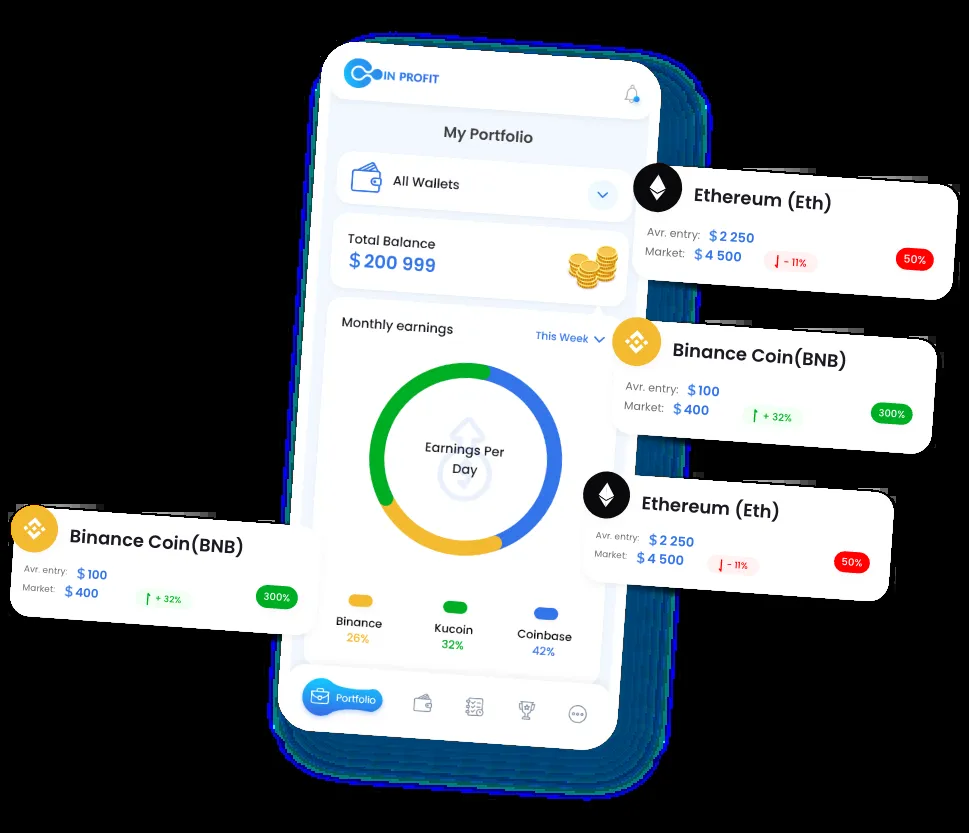 IN PROFIT
My Portfolio
All Wallets
Total Balance
$200 999
Monthly earnings
This Week
Earnings Per
Day
Binance
26%
Kucoin
32%
Coinbase
42%
Portfolio
Ethereum (Eth)
Avr. entry: $2 250
Market: $4 500 - 11% 50%
Binance Coin(BNB)
Avr. entry: $100
Market: $400 + 32% 300%
Ethereum (Eth)
Avr. entry: $2 250
Market: $4 500 - 11% 50%
Binance Coin(BNB)
Avr. entry: $100
Market: $400 + 32% 300%